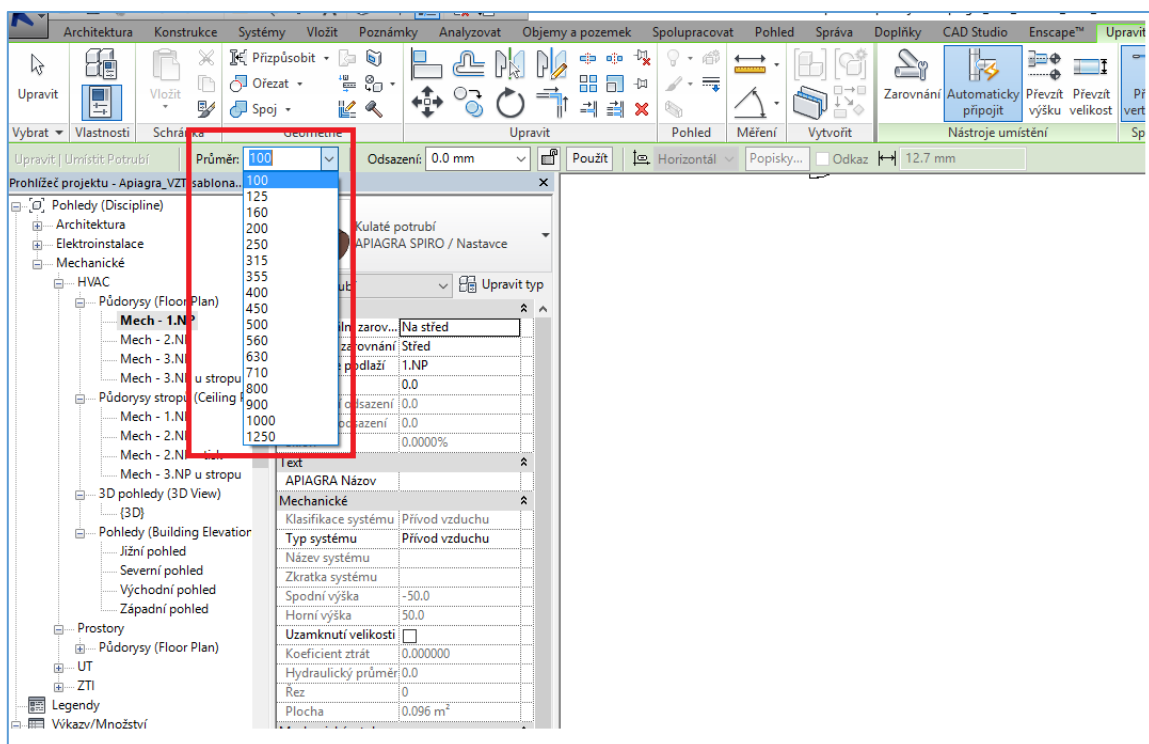 Architektura Konstrukce Systémy Vložit Poznámky Analyzovat Objemy a pozemek Spolupracovat Pohled Správa Doplňky CAD Studio Enscape™ Upravit
Upravit Vložit Přizpůsobit Ořezat Spoj Zarovnání Automaticky připojit Převzít výšku Převzít velikost
Vybrat Vlastnosti Schránka Geometrie Upravit Pohled Měření Vytvořit Nástroje umístění
Upravit | Umístit Potrubí Průměr: 100 Odsazení: 0.0 mm Použít Horizontál Popisky... Odkaz 12.7 mm
Prohlížeč projektu - Apiagra_VZT sablona..
100
125
160
200
250
315
355
400
450
500
560
630
710
800
900
1000
1250
Pohledy (Discipline)
Architektura
Elektroinstalace
Mechanické
HVAC
Půdorysy (Floor Plan)
Mech - 1.NP
Mech - 2.N
Mech - 3.N
Mech - 3.NP u stropu
Půdorysy stropu (Ceiling
Mech - 1.N
Mech - 2.N
Mech - 2.NP
Mech - 3.NP u stropu
3D pohledy (3D View)
{3D}
Pohledy (Building Elevation
Jižní pohled
Severní pohled
Východní pohled
Západní pohled
Prostory
Půdorysy (Floor Plan)
UT
ZTI
Legendy
Výkazy/Množství
Kulaté potrubí
APIAGRA SPIRO / Nastavce
Upravit typ
zarov... Na střed
zarovnání Střed
podlaží 1.NP
0.0
odsazení 0.0
odsazení 0.0
0.0000%
Text
APIAGRA Názov
Mechanické
Klasifikace systému Přívod vzduchu
Typ systému Přívod vzduchu
Název systému
Zkratka systému
Spodní výška -50.0
Horní výška 50.0
Uzamknutí velikosti
Koeficient ztrát 0.000000
Hydraulický průměr 0.0
Řez 0
Plocha 0.096 m²